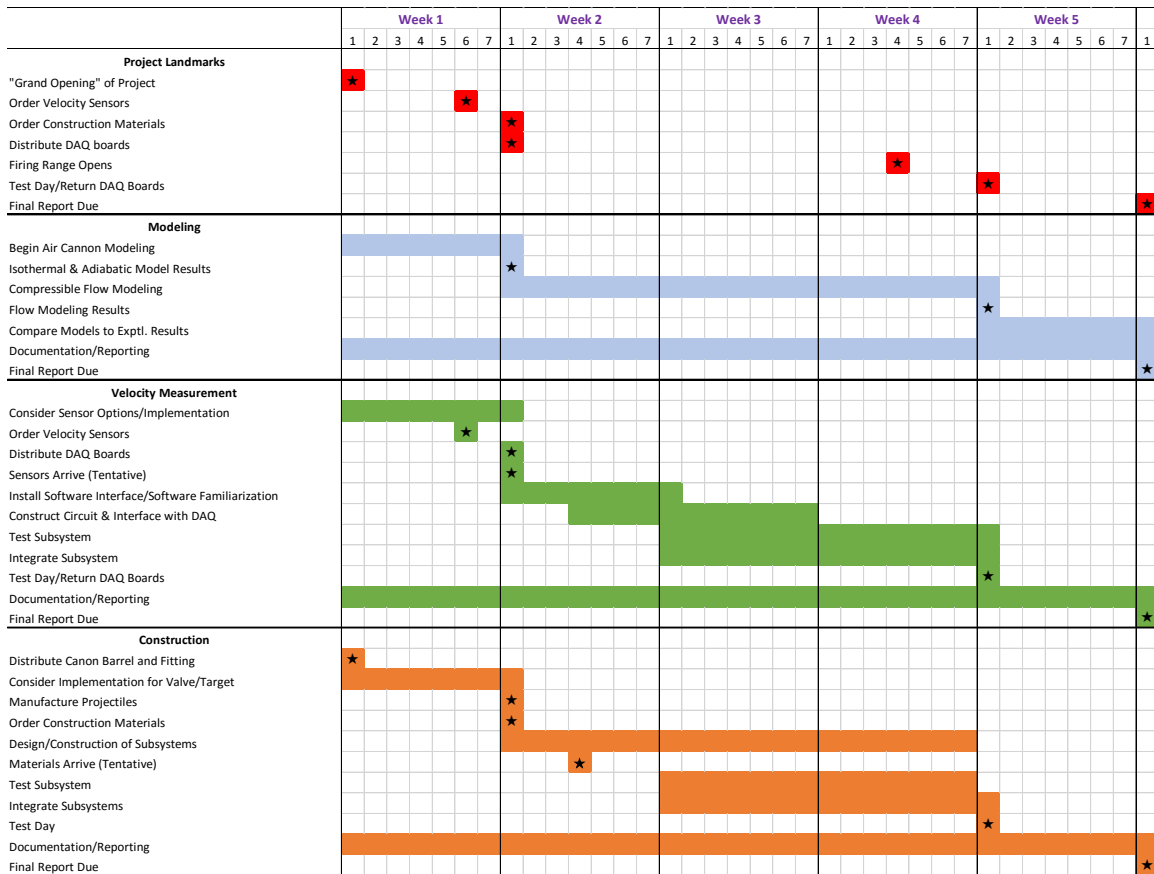 Week 1 Week 2 Week 3 Week 4 Week 5
1 2 3 4 5 6 7 1 2 3 4 5 6 7 1 2 3 4 5 6 7 1 2 3 4 5 6 7 1 2 3 4 5 6 7 1
Project Landmarks
"Grand Opening" of Project
Order Velocity Sensors
Order Construction Materials
Distribute DAQ boards
Firing Range Opens
Test Day/Return DAQ Boards
Final Report Due
Modeling
Begin Air Cannon Modeling
Isothermal & Adiabatic Model Results
Compressible Flow Modeling
Flow Modeling Results
Compare Models to Exptl. Results
Documentation/Reporting
Final Report Due
Velocity Measurement
Consider Sensor Options/Implementation
Order Velocity Sensors
Distribute DAQ Boards
Sensors Arrive (Tentative)
Install Software Interface/Software Familiarization
Construct Circuit & Interface with DAQ
Test Subsystem
Integrate Subsystem
Test Day/Return DAQ Boards
Documentation/Reporting
Final Report Due
Construction
Distribute Canon Barrel and Fitting
Consider Implementation for Valve/Target
Manufacture Projectiles
Order Construction Materials
Design/Construction of Subsystems
Materials Arrive (Tentative)
Test Subsystem
Integrate Subsystems
Test Day
Documentation/Reporting
Final Report Due